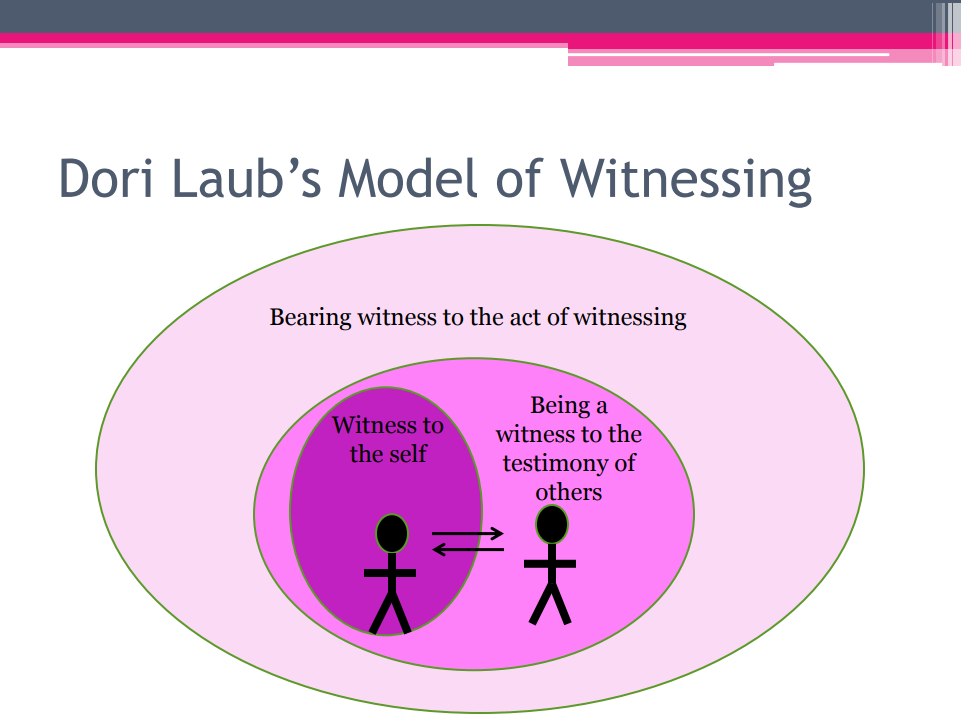 Dori Laub’s Model of Witnessing
Bearing witness to the act of witnessing
Witness to
the self
Being a
witness to the
testimony of
others